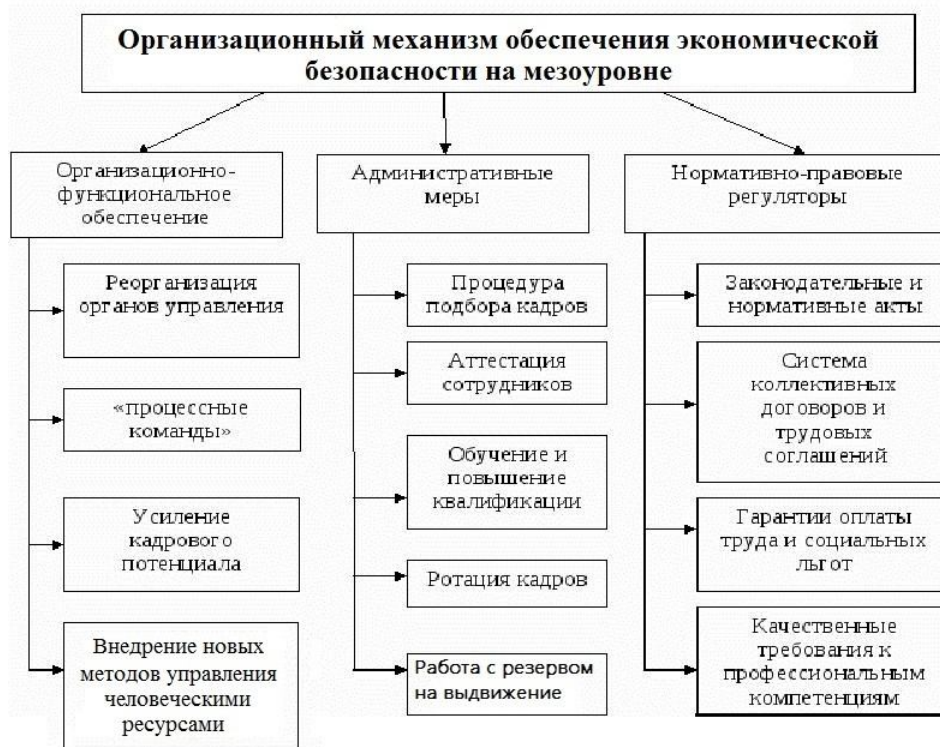 Организационный механизм обеспечения экономической
безопасности на мезоуровне
Организационно-
функциональное
обеспечение
Реорганизация
органов управления
«процессные
команды»
Усиление
кадрового
потенциала
Внедрение новых
методов управления
человеческими
ресурсами
Административные
меры
Процедура
подбора кадров
Аттестация
сотрудников
Обучение и
повышение
квалификации
Ротация кадров
Работа с резервом
на выдвижение
Нормативно-правовые
регуляторы
Законодательные и
нормативные акты
Система
коллективных
договоров и
трудовых
соглашений
Гарантии оплаты
труда и социальных
льгот
Качественные
требования к
профессиональным
компетенциям